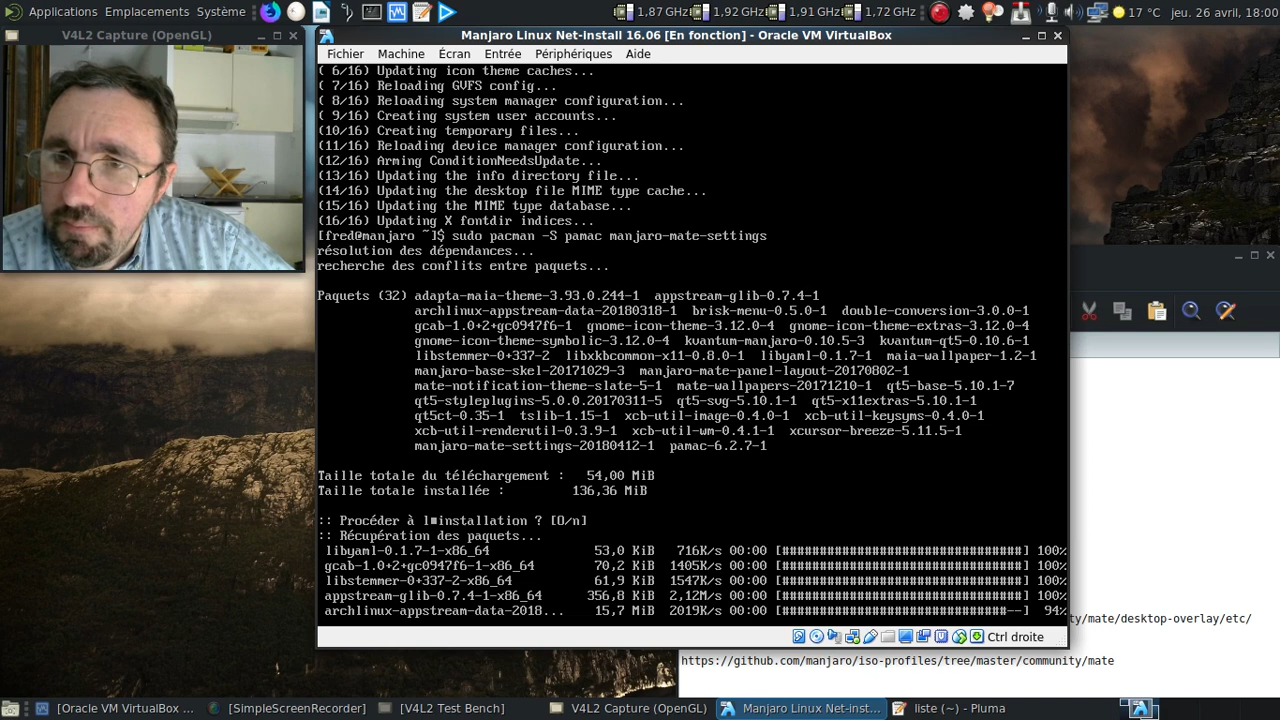 Applications Emplacements Système 1,87 GHz 1,92 GHz 1,91 GHz 1,72 GHz 17 °C jeu. 26 avril, 18:00
V4L2 Capture (OpenGL)
Manjaro Linux Net-install 16.06 [En fonction] - Oracle VM VirtualBox
Fichier Machine Écran Entrée Périphériques Aide
( 6/16) Updating icon theme caches...
( 7/16) Reloading GVFS config...
( 8/16) Reloading system manager configuration...
( 9/16) Creating system user accounts...
(10/16) Creating temporary files...
(11/16) Reloading device manager configuration...
(12/16) Arming ConditionNeedsUpdate...
(13/16) Updating the info directory file...
(14/16) Updating the desktop file MIME type cache...
(15/16) Updating the MIME type database...
(16/16) Updating X fontdir indices...
[fred@manjaro ~]$ sudo pacman -S pamac manjaro-mate-settings
résolution des dépendances...
recherche des conflits entre paquets...
Paquets (32) adapta-maia-theme-3.93.0.244-1 appstream-glib-0.7.4-1
archlinux-appstream-data-20180318-1 brisk-menu-0.5.0-1 double-conversion-3.0.0-1
gcab-1.0+2+gc0947f6-1 gnome-icon-theme-3.12.0-4 gnome-icon-theme-extras-3.12.0-4
gnome-icon-theme-symbolic-3.12.0-4 kvantum-manjaro-0.10.5-3 kvantum-qt5-0.10.6-1
libstemmer-0+337-2 libxkbcommon-x11-0.8.0-1 libyaml-0.1.7-1 maia-wallpaper-1.2-1
manjaro-base-skel-20171029-3 manjaro-mate-panel-layout-20170802-1
mate-notification-theme-slate-5-1 mate-wallpapers-20171210-1 qt5-base-5.10.1-7
qt5-styleplugins-5.0.0.20170311-5 qt5-svg-5.10.1-1 qt5-x11extras-5.10.1-1
qt5ct-0.35-1 tslib-1.15-1 xcb-util-image-0.4.0-1 xcb-util-keysyms-0.4.0-1
xcb-util-renderutil-0.3.9-1 xcb-util-wm-0.4.1-1 xcursor-breeze-5.11.5-1
manjaro-mate-settings-20180412-1 pamac-6.2.7-1
Taille totale du téléchargement : 54,00 MiB
Taille totale installée : 136,36 MiB
:: Procéder à l■installation ? [O/n]
:: Récupération des paquets...
libyaml-0.1.7-1-x86_64 53,0 KiB 716K/s 00:00 [################################] 100%
gcab-1.0+2+gc0947f6-1-x86_64 70,2 KiB 1405K/s 00:00 [################################] 100%
libstemmer-0+337-2-x86_64 61,9 KiB 1547K/s 00:00 [################################] 100%
appstream-glib-0.7.4-1-x86_64 356,8 KiB 2,12M/s 00:00 [################################] 100%
archlinux-appstream-data-2018... 15,7 MiB 2019K/s 00:00 [##############################--] 94%
ty/mate/desktop-overlay/etc/
Ctrl droite
https://github.com/manjaro/iso-profiles/tree/master/community/mate
[Oracle VM VirtualBox ... [SimpleScreenRecorder] [V4L2 Test Bench] V4L2 Capture (OpenGL) Manjaro Linux Net-inst... liste (~) - Pluma